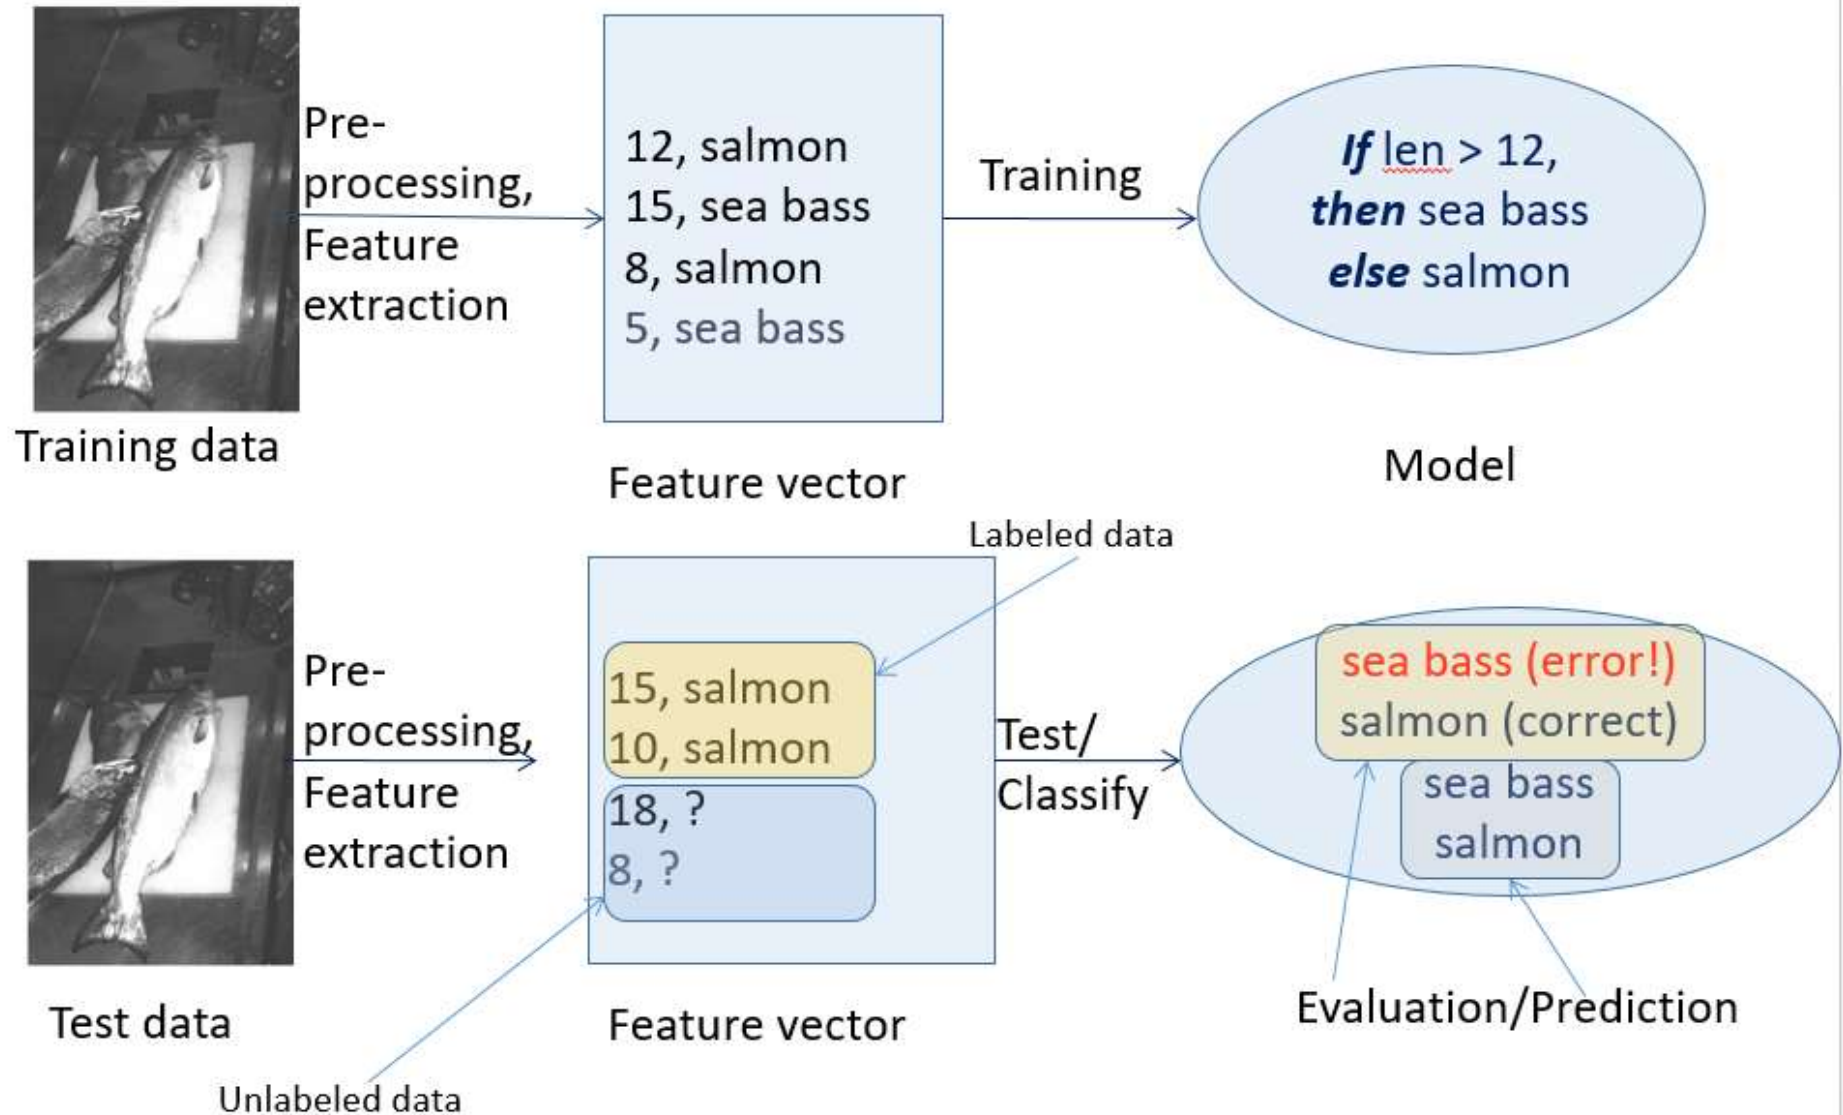 Pre-
processing,
Feature
extraction
12, salmon
15, sea bass
8, salmon
5, sea bass
Training
If len > 12,
then sea bass
else salmon
Training data
Feature vector
Model
Labeled data
Pre-
processing,
Feature
extraction
15, salmon
10, salmon
18, ?
8, ?
Test/
Classify
sea bass (error!)
salmon (correct)
sea bass
salmon
Test data
Feature vector
Evaluation/Prediction
Unlabeled data